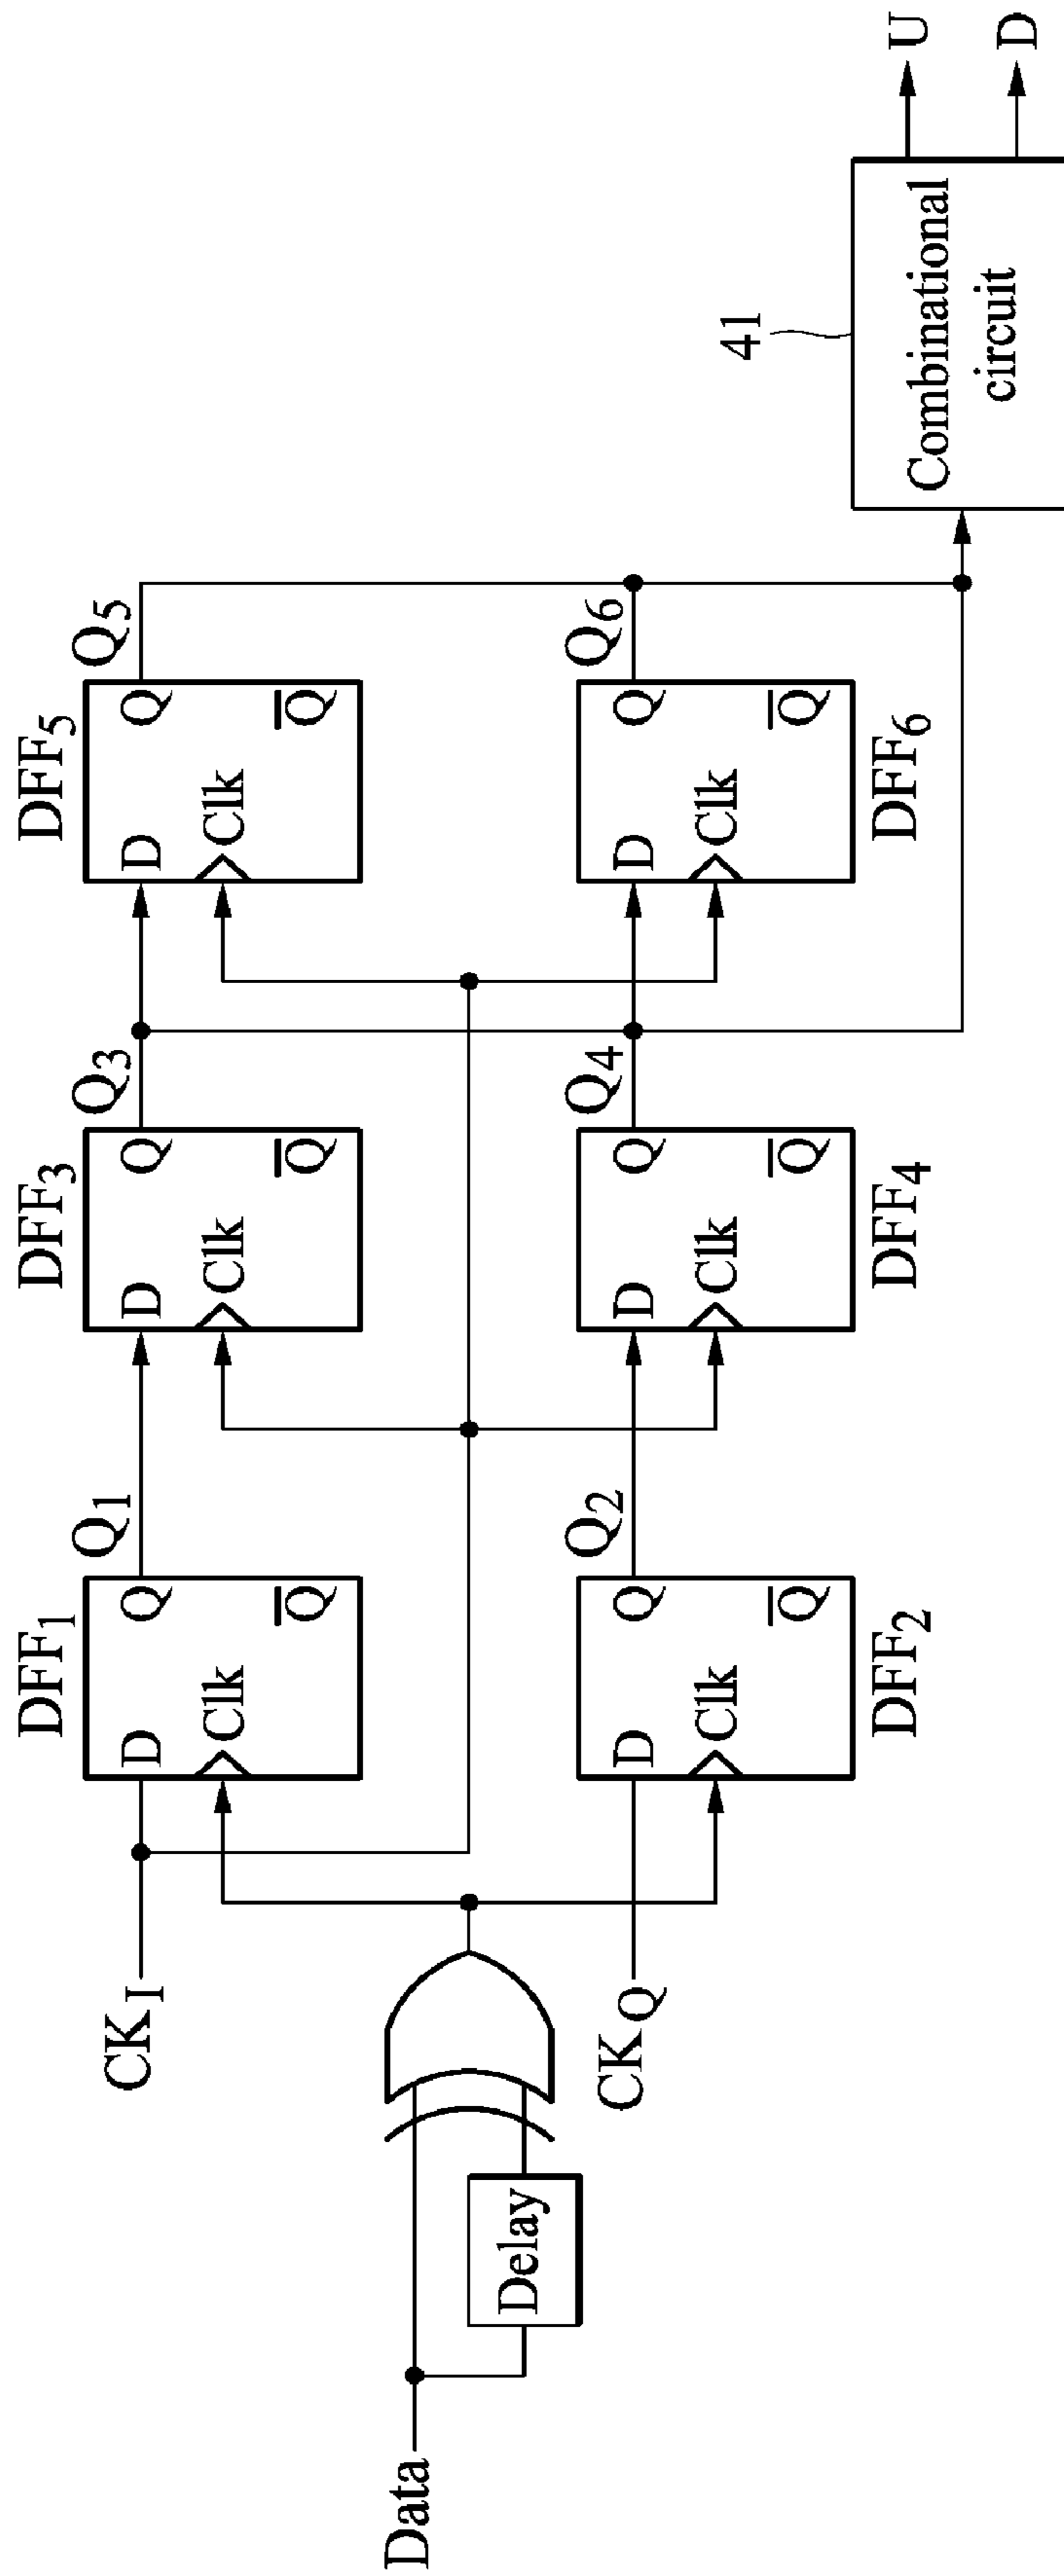 DFF1
DFF3
DFF5
CKI
D
Q
Q1
D
Q
Q3
D
Q
Q5
Clk
Q̅
Clk
Q̅
Clk
Q̅
Data
Delay
CKQ
D
Q
Q2
D
Q
Q4
D
Q
Q6
Clk
Q̅
Clk
Q̅
Clk
Q̅
DFF2
DFF4
DFF6
41
Combinational
circuit
U
D